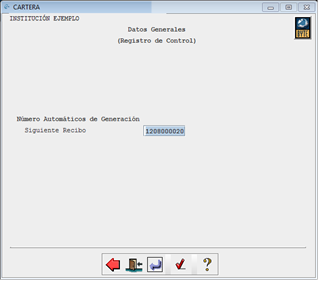 CARTERA
INSTITUCIÓN EJEMPLO
Datos Generales
(Registro de Control)
Número Automáticos de Generación
Siguiente Recibo
1208000020
?